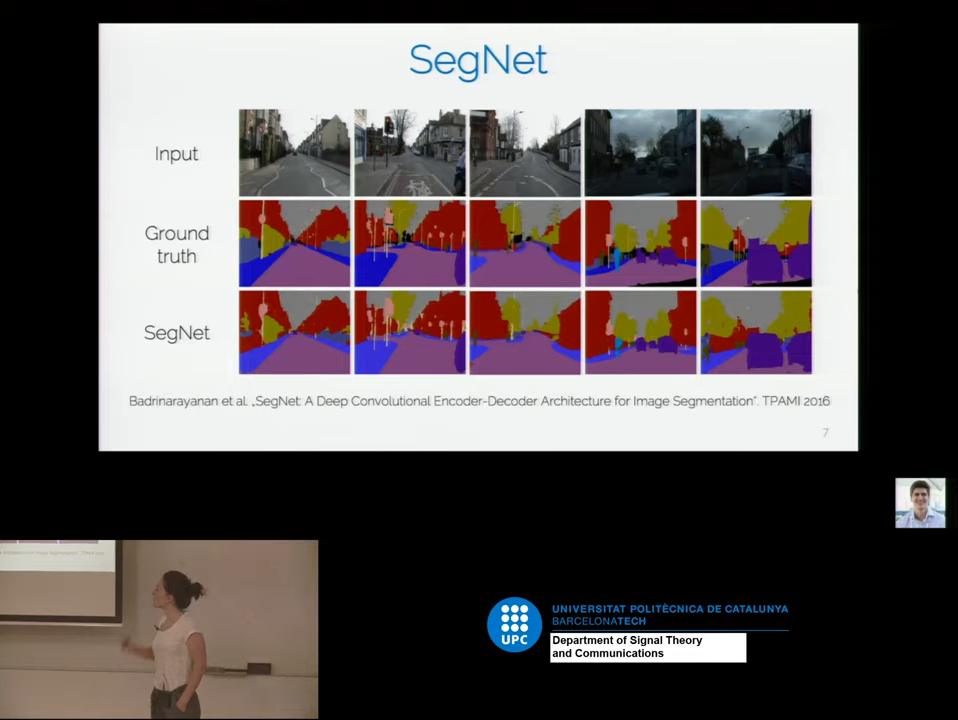 SegNet
Input
Ground
truth
SegNet
Badrinarayanan et al. „SegNet: A Deep Convolutional Encoder-Decoder Architecture for Image Segmentation". TPAMI 2016
7
UPC
UNIVERSITAT POLITÈCNICA DE CATALUNYA
BARCELONATECH
Department of Signal Theory
and Communications